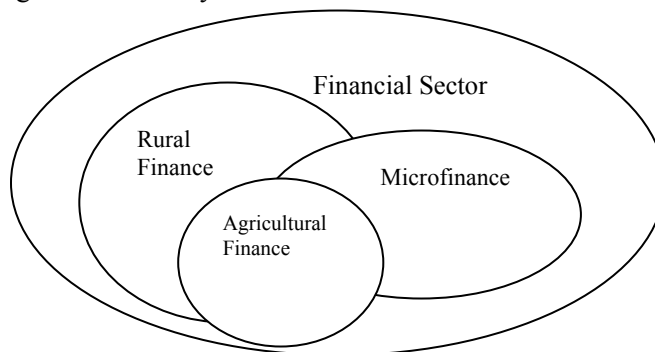 Financial Sector
Rural
Finance
Microfinance
Agricultural
Finance